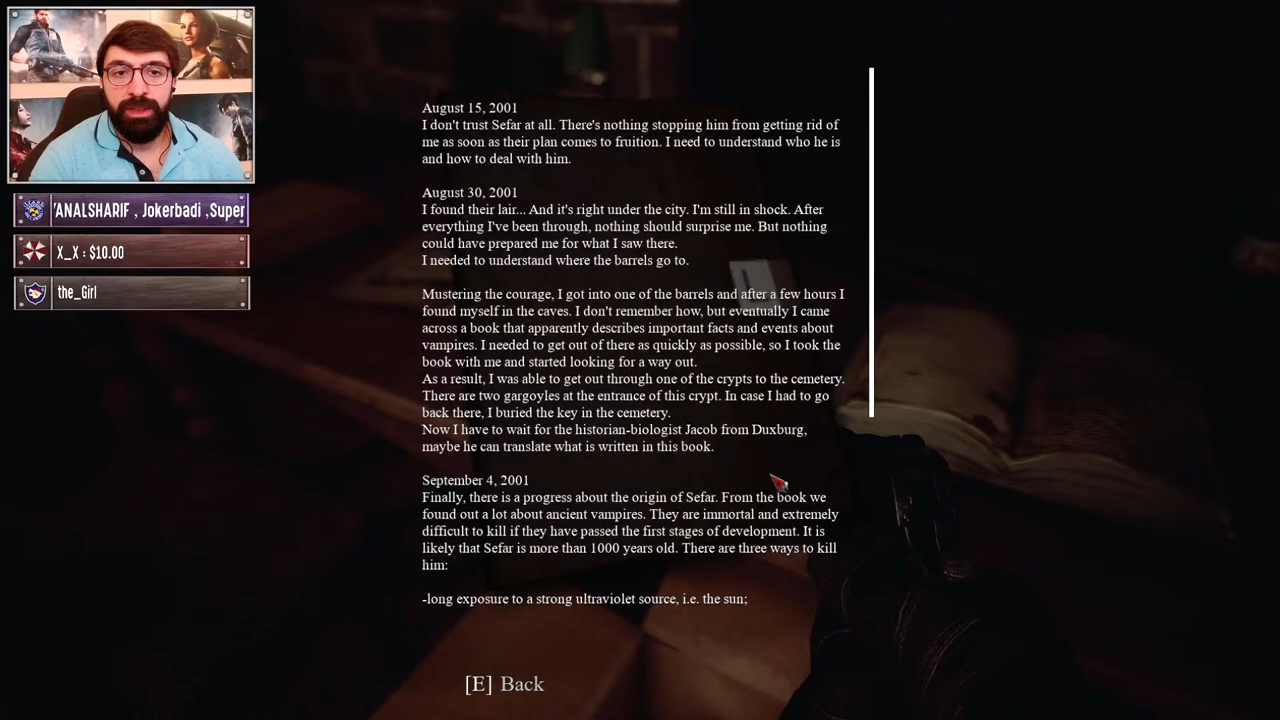 'ANALSHARIF , Jokerbadi ,Super
X_X : $10.00
the_Girl
August 15, 2001
I don't trust Sefar at all. There's nothing stopping him from getting rid of
me as soon as their plan comes to fruition. I need to understand who he is
and how to deal with him.
August 30, 2001
I found their lair... And it's right under the city. I'm still in shock. After
everything I've been through, nothing should surprise me. But nothing
could have prepared me for what I saw there.
I needed to understand where the barrels go to.
Mustering the courage, I got into one of the barrels and after a few hours I
found myself in the caves. I don't remember how, but eventually I came
across a book that apparently describes important facts and events about
vampires. I needed to get out of there as quickly as possible, so I took the
book with me and started looking for a way out.
As a result, I was able to get out through one of the crypts to the cemetery.
There are two gargoyles at the entrance of this crypt. In case I had to go
back there, I buried the key in the cemetery.
Now I have to wait for the historian-biologist Jacob from Duxburg,
maybe he can translate what is written in this book.
September 4, 2001
Finally, there is a progress about the origin of Sefar. From the book we
found out a lot about ancient vampires. They are immortal and extremely
difficult to kill if they have passed the first stages of development. It is
likely that Sefar is more than 1000 years old. There are three ways to kill
him:
-long exposure to a strong ultraviolet source, i.e. the sun;
[E] Back